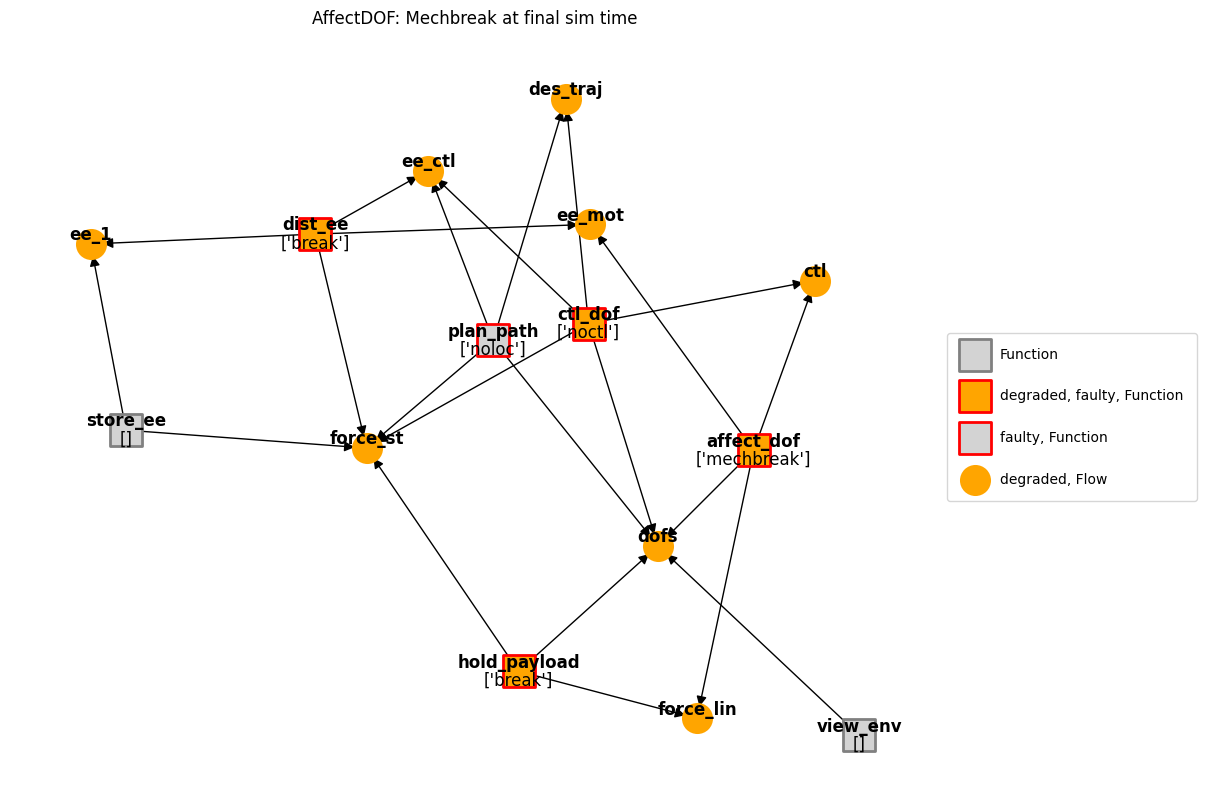 AffectDOF: Mechbreak at final sim time
des_traj
ee_ctl
ee_mot
dist_ee
['break']
ee_1
ctl
ctl_dof
['noctl']
plan_path
['noloc']
Function
degraded, faulty, Function
faulty, Function
degraded, Flow
store_ee
[]
force_st
affect_dof
['mechbreak']
dofs
hold_payload
['break']
force_lin
view_env
[]